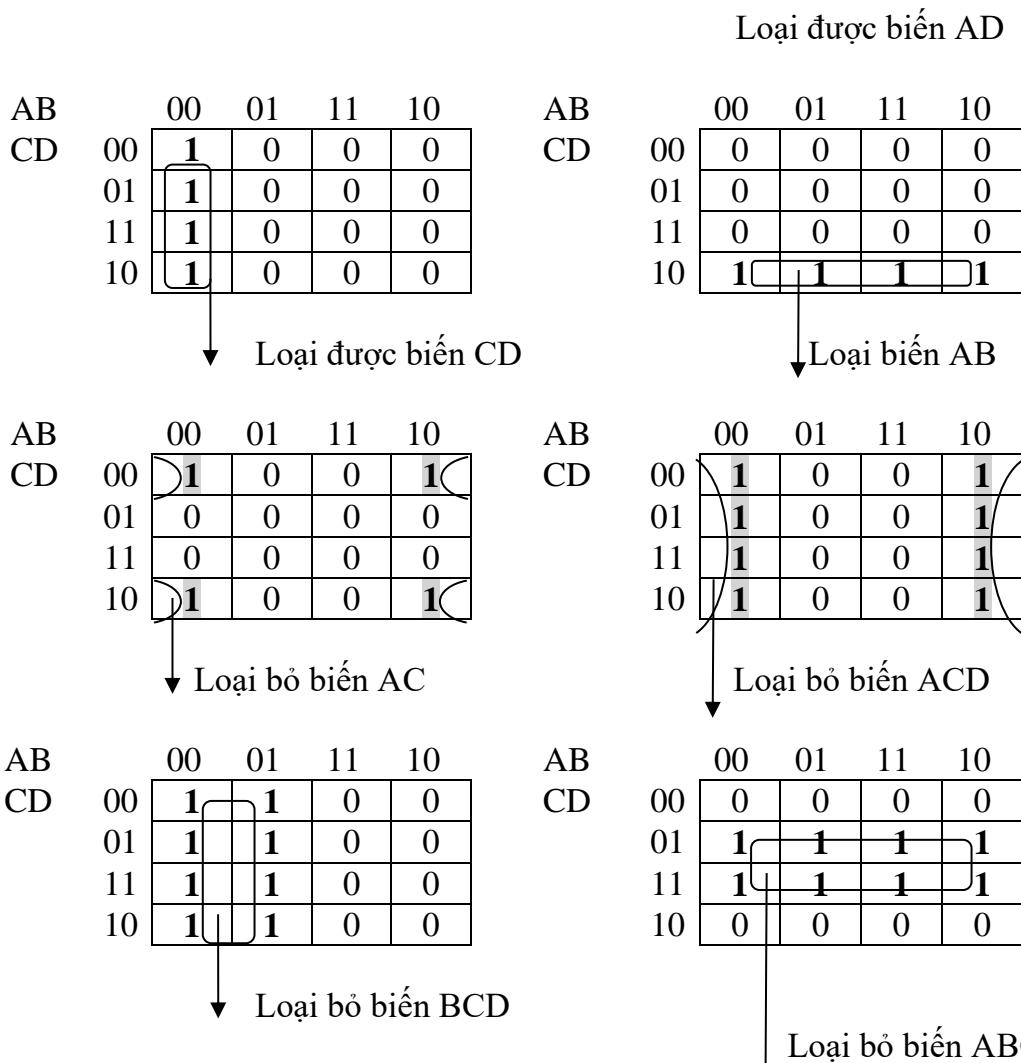 Loại được biến AD
AB 00 01 11 10 AB 00 01 11 10
CD 00 1 0 0 0 CD 00 0 0 0 0
01 1 0 0 0 01 0 0 0 0
11 1 0 0 0 11 0 0 0 0
10 1 0 0 0 10 1 1 1 1
Loại được biến CD Loại biến AB
AB 00 01 11 10 AB 00 01 11 10
CD 00 1 0 0 1 CD 00 1 0 0 1
01 0 0 0 0 01 1 0 0 1
11 0 0 0 0 11 1 0 0 1
10 1 0 0 1 10 1 0 0 1
Loại bỏ biến AC Loại bỏ biến ACD
AB 00 01 11 10 AB 00 01 11 10
CD 00 1 1 0 0 CD 00 0 0 0 0
01 1 1 0 0 01 1 1 1 1
11 1 1 0 0 11 1 1 1 1
10 1 1 0 0 10 0 0 0 0
Loại bỏ biến BCD
Loại bỏ biến